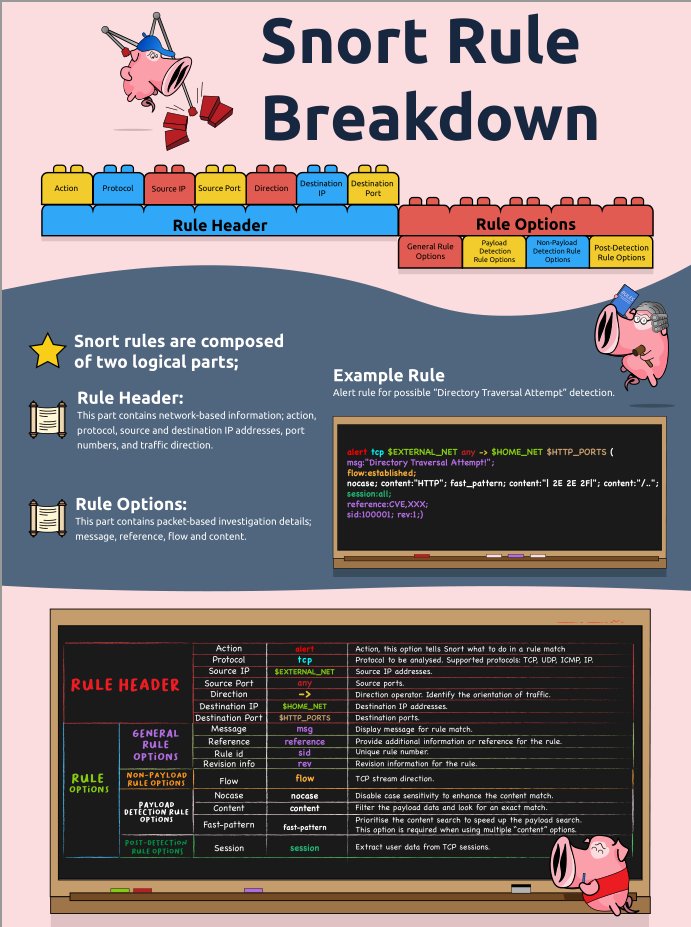 Snort Rule
Breakdown
Action
Protocol
Source IP
Source Port
Direction
Destination
IP
Destination
Port
Rule Header
Rule Options
General Rule
Options
Payload
Detection
Rule Options
Non-Payload
Detection Rule
Options
Post-Detection
Rule Options
RULES
Snort rules are composed
of two logical parts;
Rule Header:
This part contains network-based information; action,
protocol, source and destination IP addresses, port
numbers, and traffic direction.
Rule Options:
This part contains packet-based investigation details;
message, reference, flow and content.
Example Rule
Alert rule for possible "Directory Traversal Attempt" detection.
alert tcp $EXTERNAL_NET any -> $HOME_NET $HTTP_PORTS (
msg:"Directory Traversal Attempt!";
flow:established;
nocase; content:"HTTP"; fast_pattern; content:"| 2E 2E 2F|"; content:"/..";
session:all;
reference:CVE,XXX;
sid:100001; rev:1;)
RULE HEADER
Action alert Action, this option tells Snort what to do in a rule match
Protocol tcp Protocol to be analysed. Supported protocols: TCP, UDP, ICMP, IP.
Source IP $EXTERNAL_NET Source IP addresses.
Source Port any Source ports.
Direction -> Direction operator. Identify the orientation of traffic.
Destination IP $HOME_NET Destination IP addresses.
Destination Port $HTTP_PORTS Destination ports.
RULE
OPTIONS
GENERAL
RULE
OPTIONS
Message msg Display message for rule match.
Reference reference Provide additional information or reference for the rule.
Rule id sid Unique rule number.
Revision info rev Revision information for the rule.
NON-PAYLOAD
RULE OPTIONS
Flow flow TCP stream direction.
PAYLOAD
DETECTION RULE
OPTIONS
Nocase nocase Disable case sensitivity to enhance the content match.
Content content Filter the payload data and look for an exact match.
Fast-pattern fast-pattern Prioritise the content search to speed up the payload search.
This option is required when using multiple "content" options.
POST-DETECTION
RULE OPTIONS
Session session Extract user data from TCP sessions.